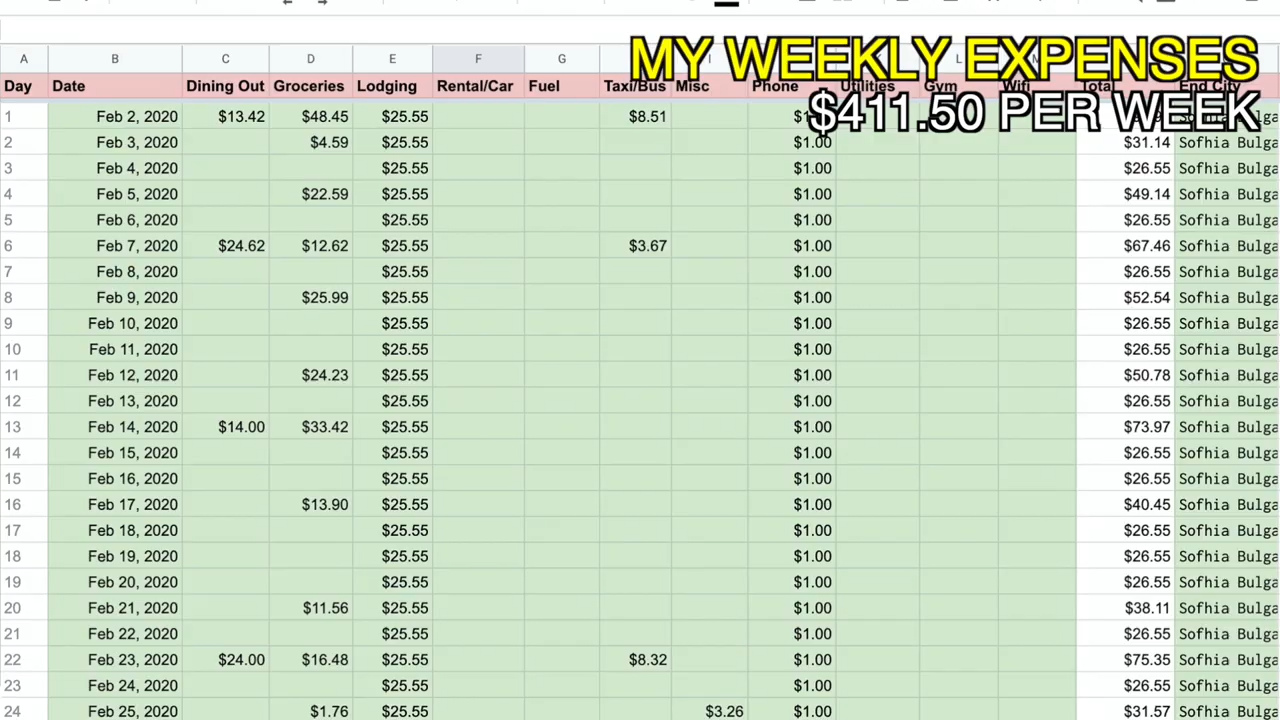 MY WEEKLY EXPENSES
$411.50 PER WEEK
A B C D E F G I L
Day Date Dining Out Groceries Lodging Rental/Car Fuel Taxi/Bus Misc Phone Utilities Gym Wifi Total End City
1 Feb 2, 2020 $13.42 $48.45 $25.55 $8.51
2 Feb 3, 2020 $4.59 $25.55 $1.00 $31.14 Sofhia Bulga
3 Feb 4, 2020 $25.55 $1.00 $26.55 Sofhia Bulga
4 Feb 5, 2020 $22.59 $25.55 $1.00 $49.14 Sofhia Bulga
5 Feb 6, 2020 $25.55 $1.00 $26.55 Sofhia Bulga
6 Feb 7, 2020 $24.62 $12.62 $25.55 $3.67 $1.00 $67.46 Sofhia Bulga
7 Feb 8, 2020 $25.55 $1.00 $26.55 Sofhia Bulga
8 Feb 9, 2020 $25.99 $25.55 $1.00 $52.54 Sofhia Bulga
9 Feb 10, 2020 $25.55 $1.00 $26.55 Sofhia Bulga
10 Feb 11, 2020 $25.55 $1.00 $26.55 Sofhia Bulga
11 Feb 12, 2020 $24.23 $25.55 $1.00 $50.78 Sofhia Bulga
12 Feb 13, 2020 $25.55 $1.00 $26.55 Sofhia Bulga
13 Feb 14, 2020 $14.00 $33.42 $25.55 $1.00 $73.97 Sofhia Bulga
14 Feb 15, 2020 $25.55 $1.00 $26.55 Sofhia Bulga
15 Feb 16, 2020 $25.55 $1.00 $26.55 Sofhia Bulga
16 Feb 17, 2020 $13.90 $25.55 $1.00 $40.45 Sofhia Bulga
17 Feb 18, 2020 $25.55 $1.00 $26.55 Sofhia Bulga
18 Feb 19, 2020 $25.55 $1.00 $26.55 Sofhia Bulga
19 Feb 20, 2020 $25.55 $1.00 $26.55 Sofhia Bulga
20 Feb 21, 2020 $11.56 $25.55 $1.00 $38.11 Sofhia Bulga
21 Feb 22, 2020 $25.55 $1.00 $26.55 Sofhia Bulga
22 Feb 23, 2020 $24.00 $16.48 $25.55 $8.32 $1.00 $75.35 Sofhia Bulga
23 Feb 24, 2020 $25.55 $1.00 $26.55 Sofhia Bulga
24 Feb 25, 2020 $1.76 $25.55 $3.26 $1.00 $31.57 Sofhia Bulga